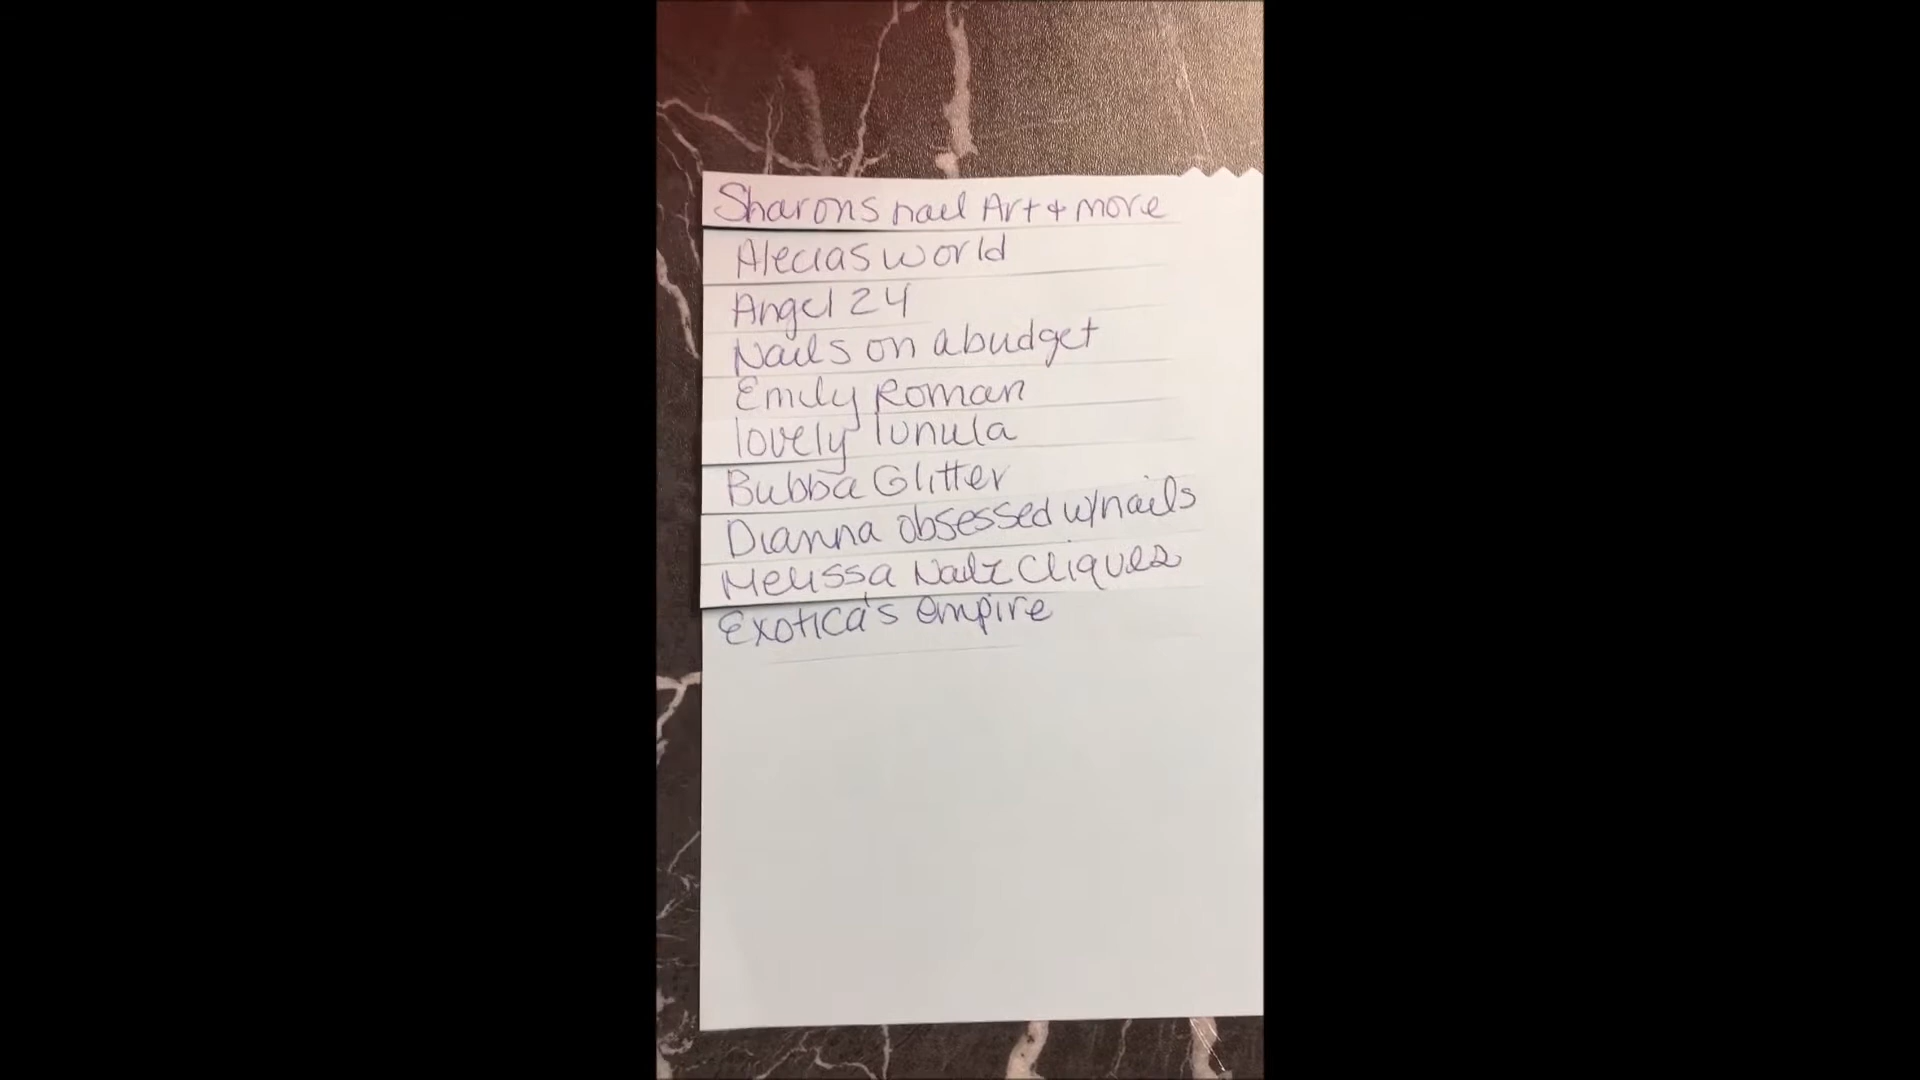 Sharons nail Art & more
Alecias world
Angel 24
Nails on a budget
Emily Roman
lovely lunula
Bubba Glitter
Dianna obsessed w/nails
Melissa Nailz Cliques
Exotica's empire